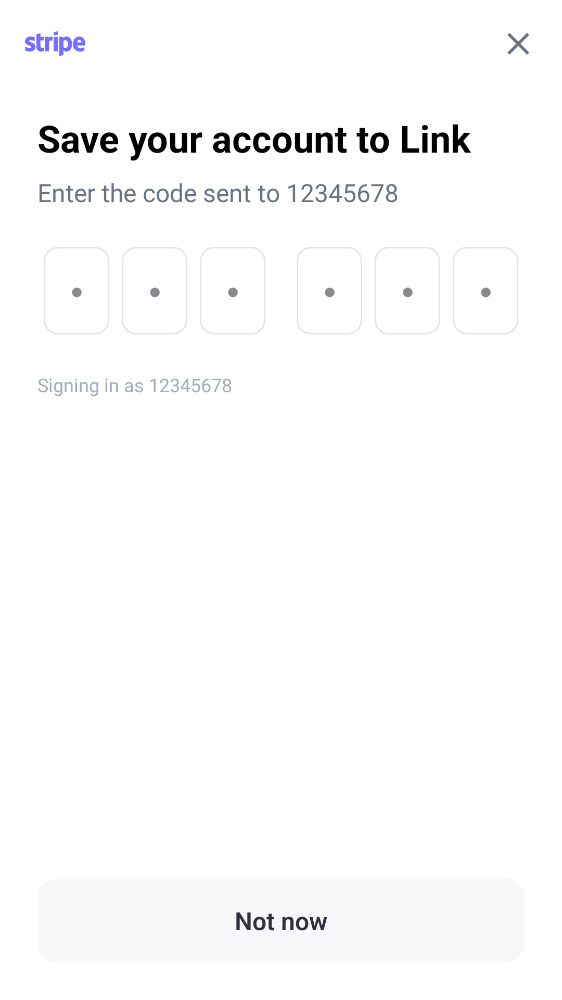 stripe
Save your account to Link
Enter the code sent to 12345678
Signing in as 12345678
Not now